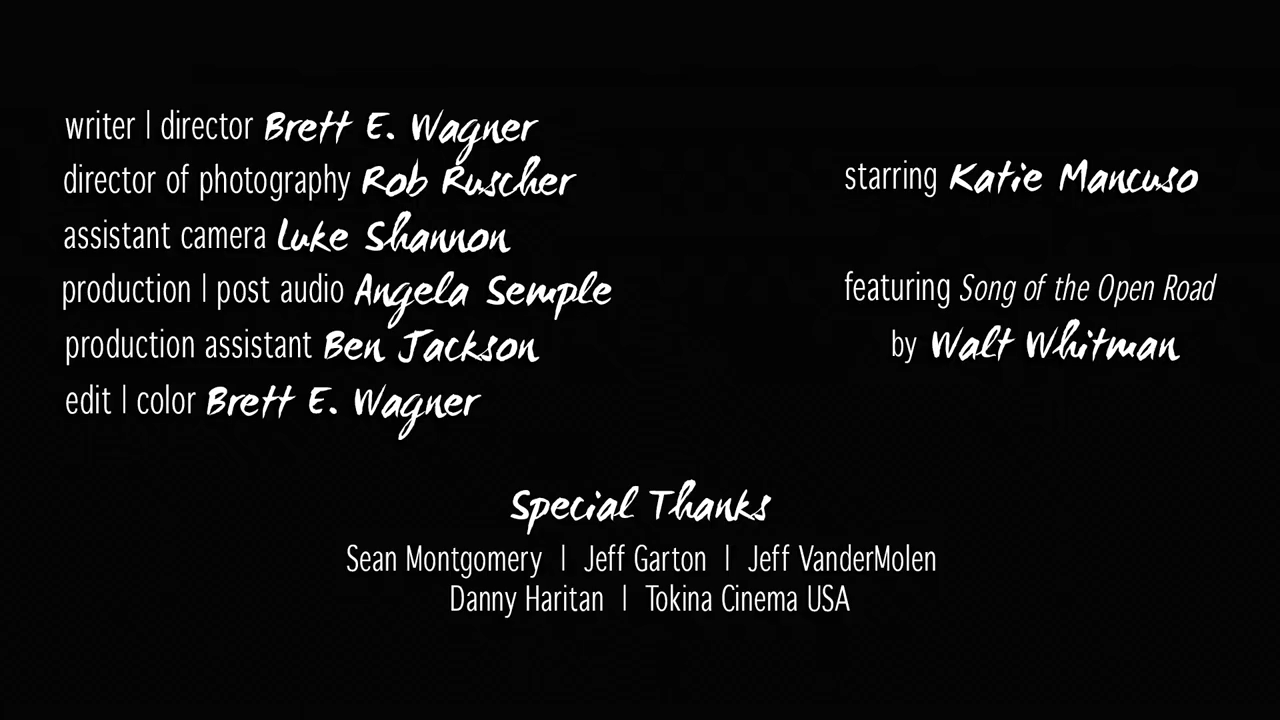 writer | director Brett E. Wagner
director of photography Rob Ruscher
assistant camera Luke Shannon
production | post audio Angela Semple
production assistant Ben Jackson
edit | color Brett E. Wagner
starring Katie Mancuso
featuring Song of the Open Road
by Walt Whitman
Special Thanks
Sean Montgomery | Jeff Garton | Jeff VanderMolen
Danny Haritan | Tokina Cinema USA